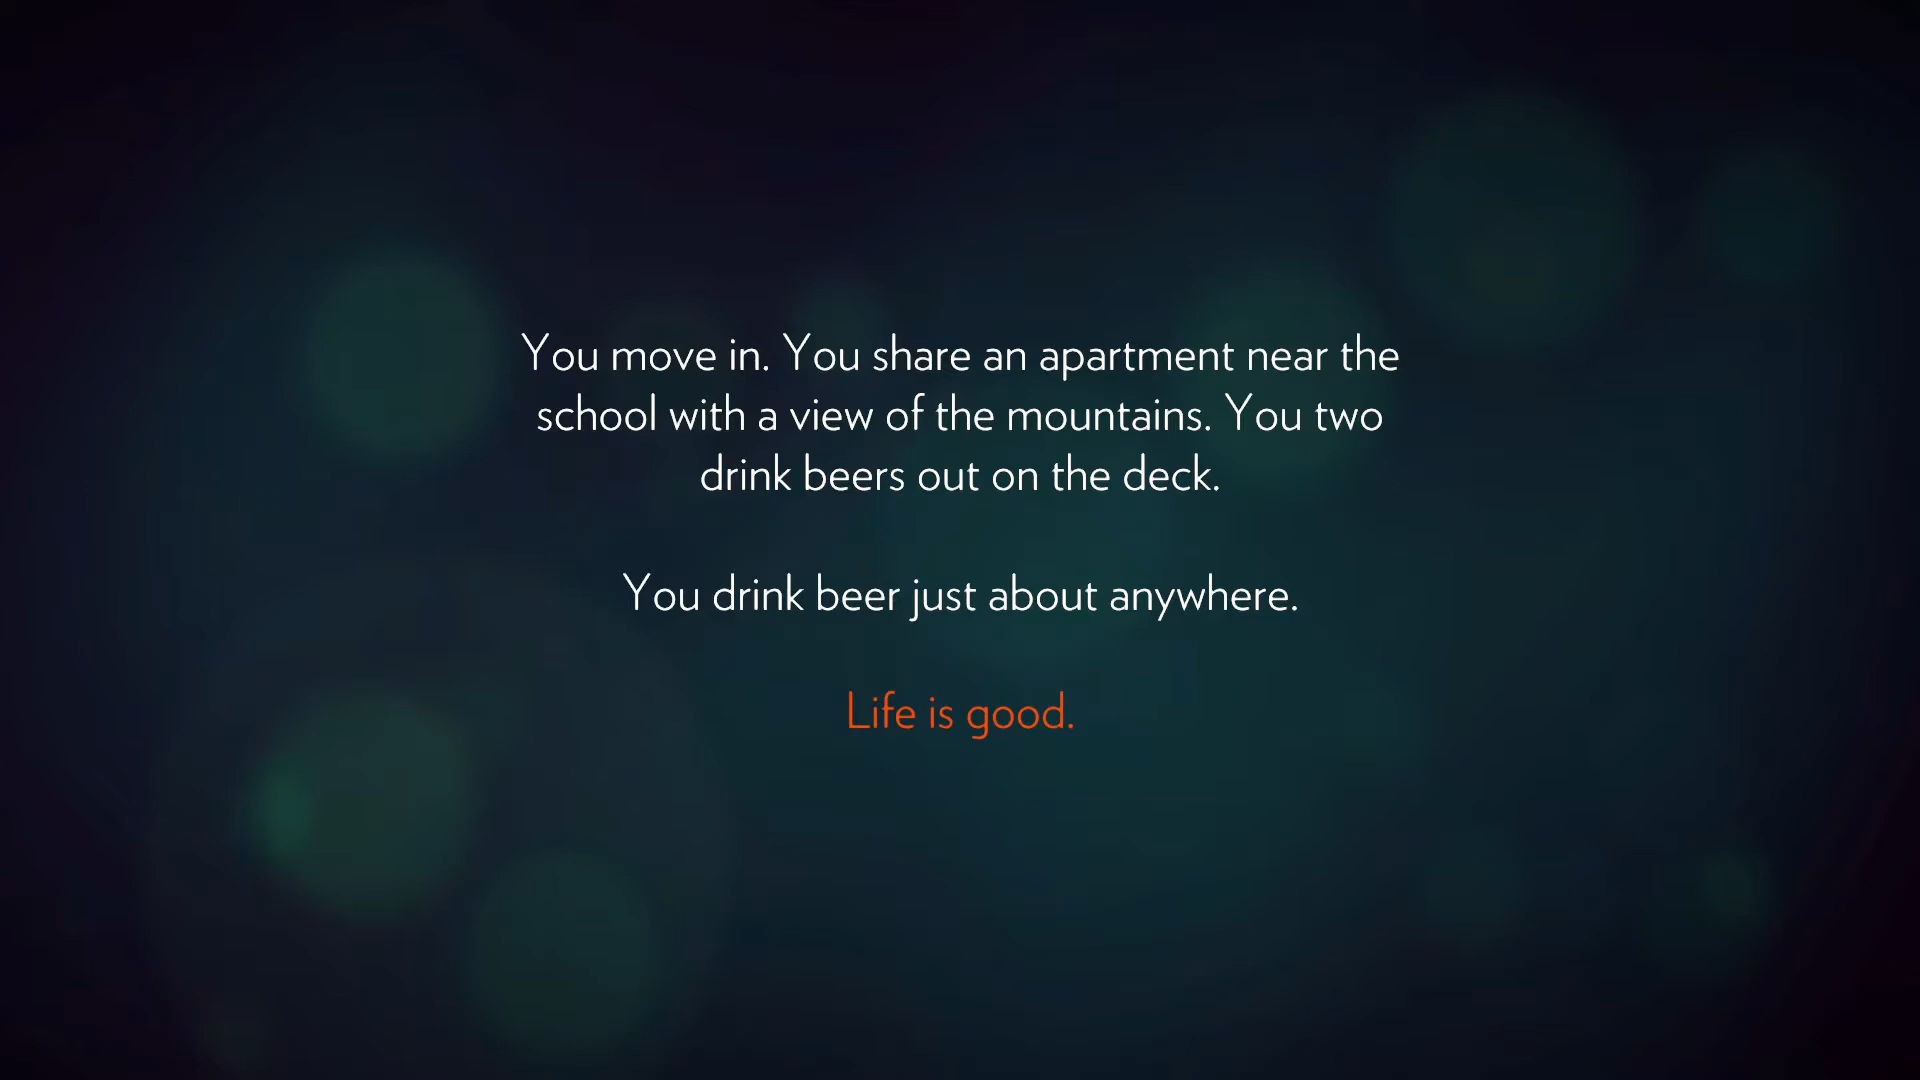 You move in. You share an apartment near the
school with a view of the mountains. You two
drink beers out on the deck.
You drink beer just about anywhere.
Life is good.